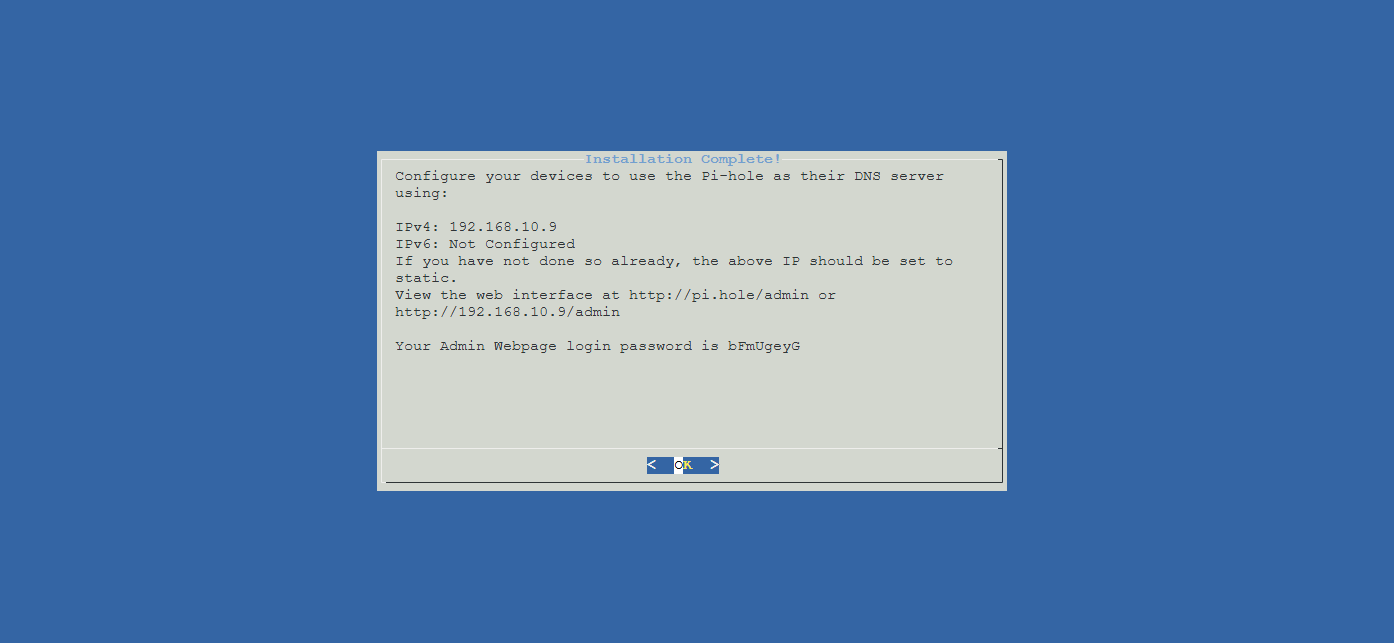 Installation Complete!
Configure your devices to use the Pi-hole as their DNS server
using:
IPv4: 192.168.10.9
IPv6: Not Configured
If you have not done so already, the above IP should be set to
static.
View the web interface at http://pi.hole/admin or
http://192.168.10.9/admin
Your Admin Webpage login password is bFmUgeyG
< OK >